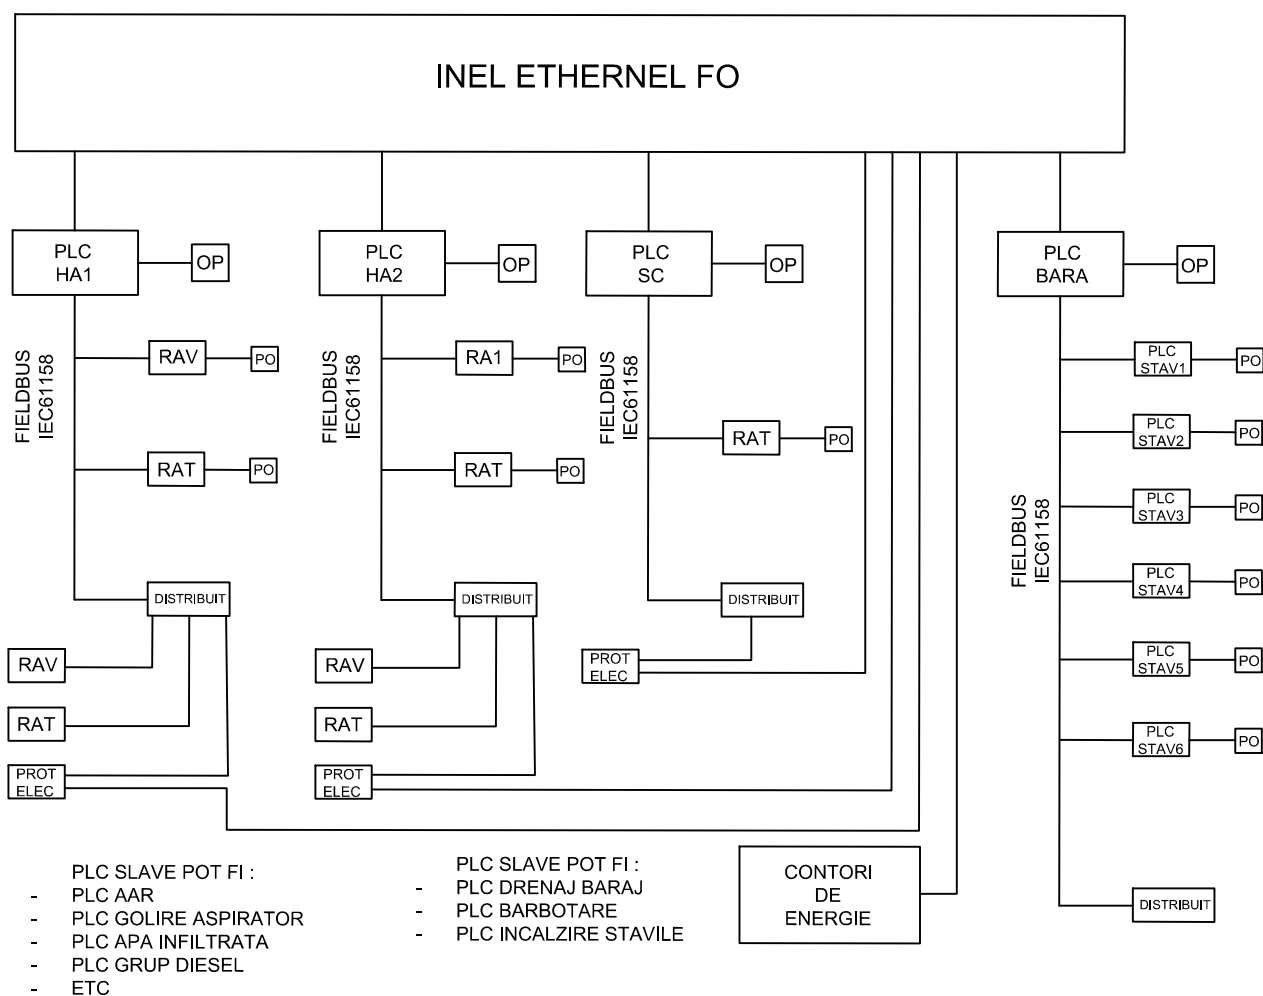 INEL ETHERNEL FO
PLC
HA1
OP
PLC
HA2
OP
PLC
SC
OP
PLC
BARA
OP
FIELDBUS
IEC61158
RAV
PO
RAT
PO
DISTRIBUIT
RAV
RAT
PROT
ELEC
FIELDBUS
IEC61158
RA1
PO
RAT
PO
DISTRIBUIT
RAV
RAT
PROT
ELEC
FIELDBUS
IEC61158
RAT
PO
DISTRIBUIT
PROT
ELEC
FIELDBUS
IEC61158
PLC
STAV1
PO
PLC
STAV2
PO
PLC
STAV3
PO
PLC
STAV4
PO
PLC
STAV5
PO
PLC
STAV6
PO
DISTRIBUIT
PLC SLAVE POT FI :
- PLC AAR
- PLC GOLIRE ASPIRATOR
- PLC APA INFILTRATA
- PLC GRUP DIESEL
- ETC
PLC SLAVE POT FI :
- PLC DRENAJ BARAJ
- PLC BARBOTARE
- PLC INCALZIRE STAVILE
CONTORI
DE
ENERGIE